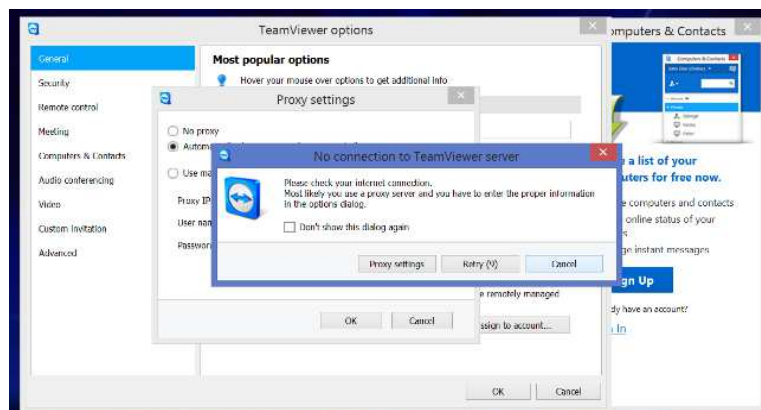 TeamViewer options
General
Security
Remote control
Meeting
Computers & Contacts
Audio conferencing
Video
Custom Invitation
Advanced
Most popular options
Hover your mouse over options to get additional info
Proxy settings
No proxy
Proxy IP
No connection to TeamViewer server
Please check your internet connection.
Most likely you use a proxy server and you have to enter the proper information
in the options dialog.
Don't show this dialog again
Proxy settings
Retry (9)
Cancel
OK
Cancel
remotely managed
to account...
OK
Cancel
& Contacts
Computers & Contacts
a list of your
for free now.
computers and contacts
online status of your
instant messages
Up
have an account?
In